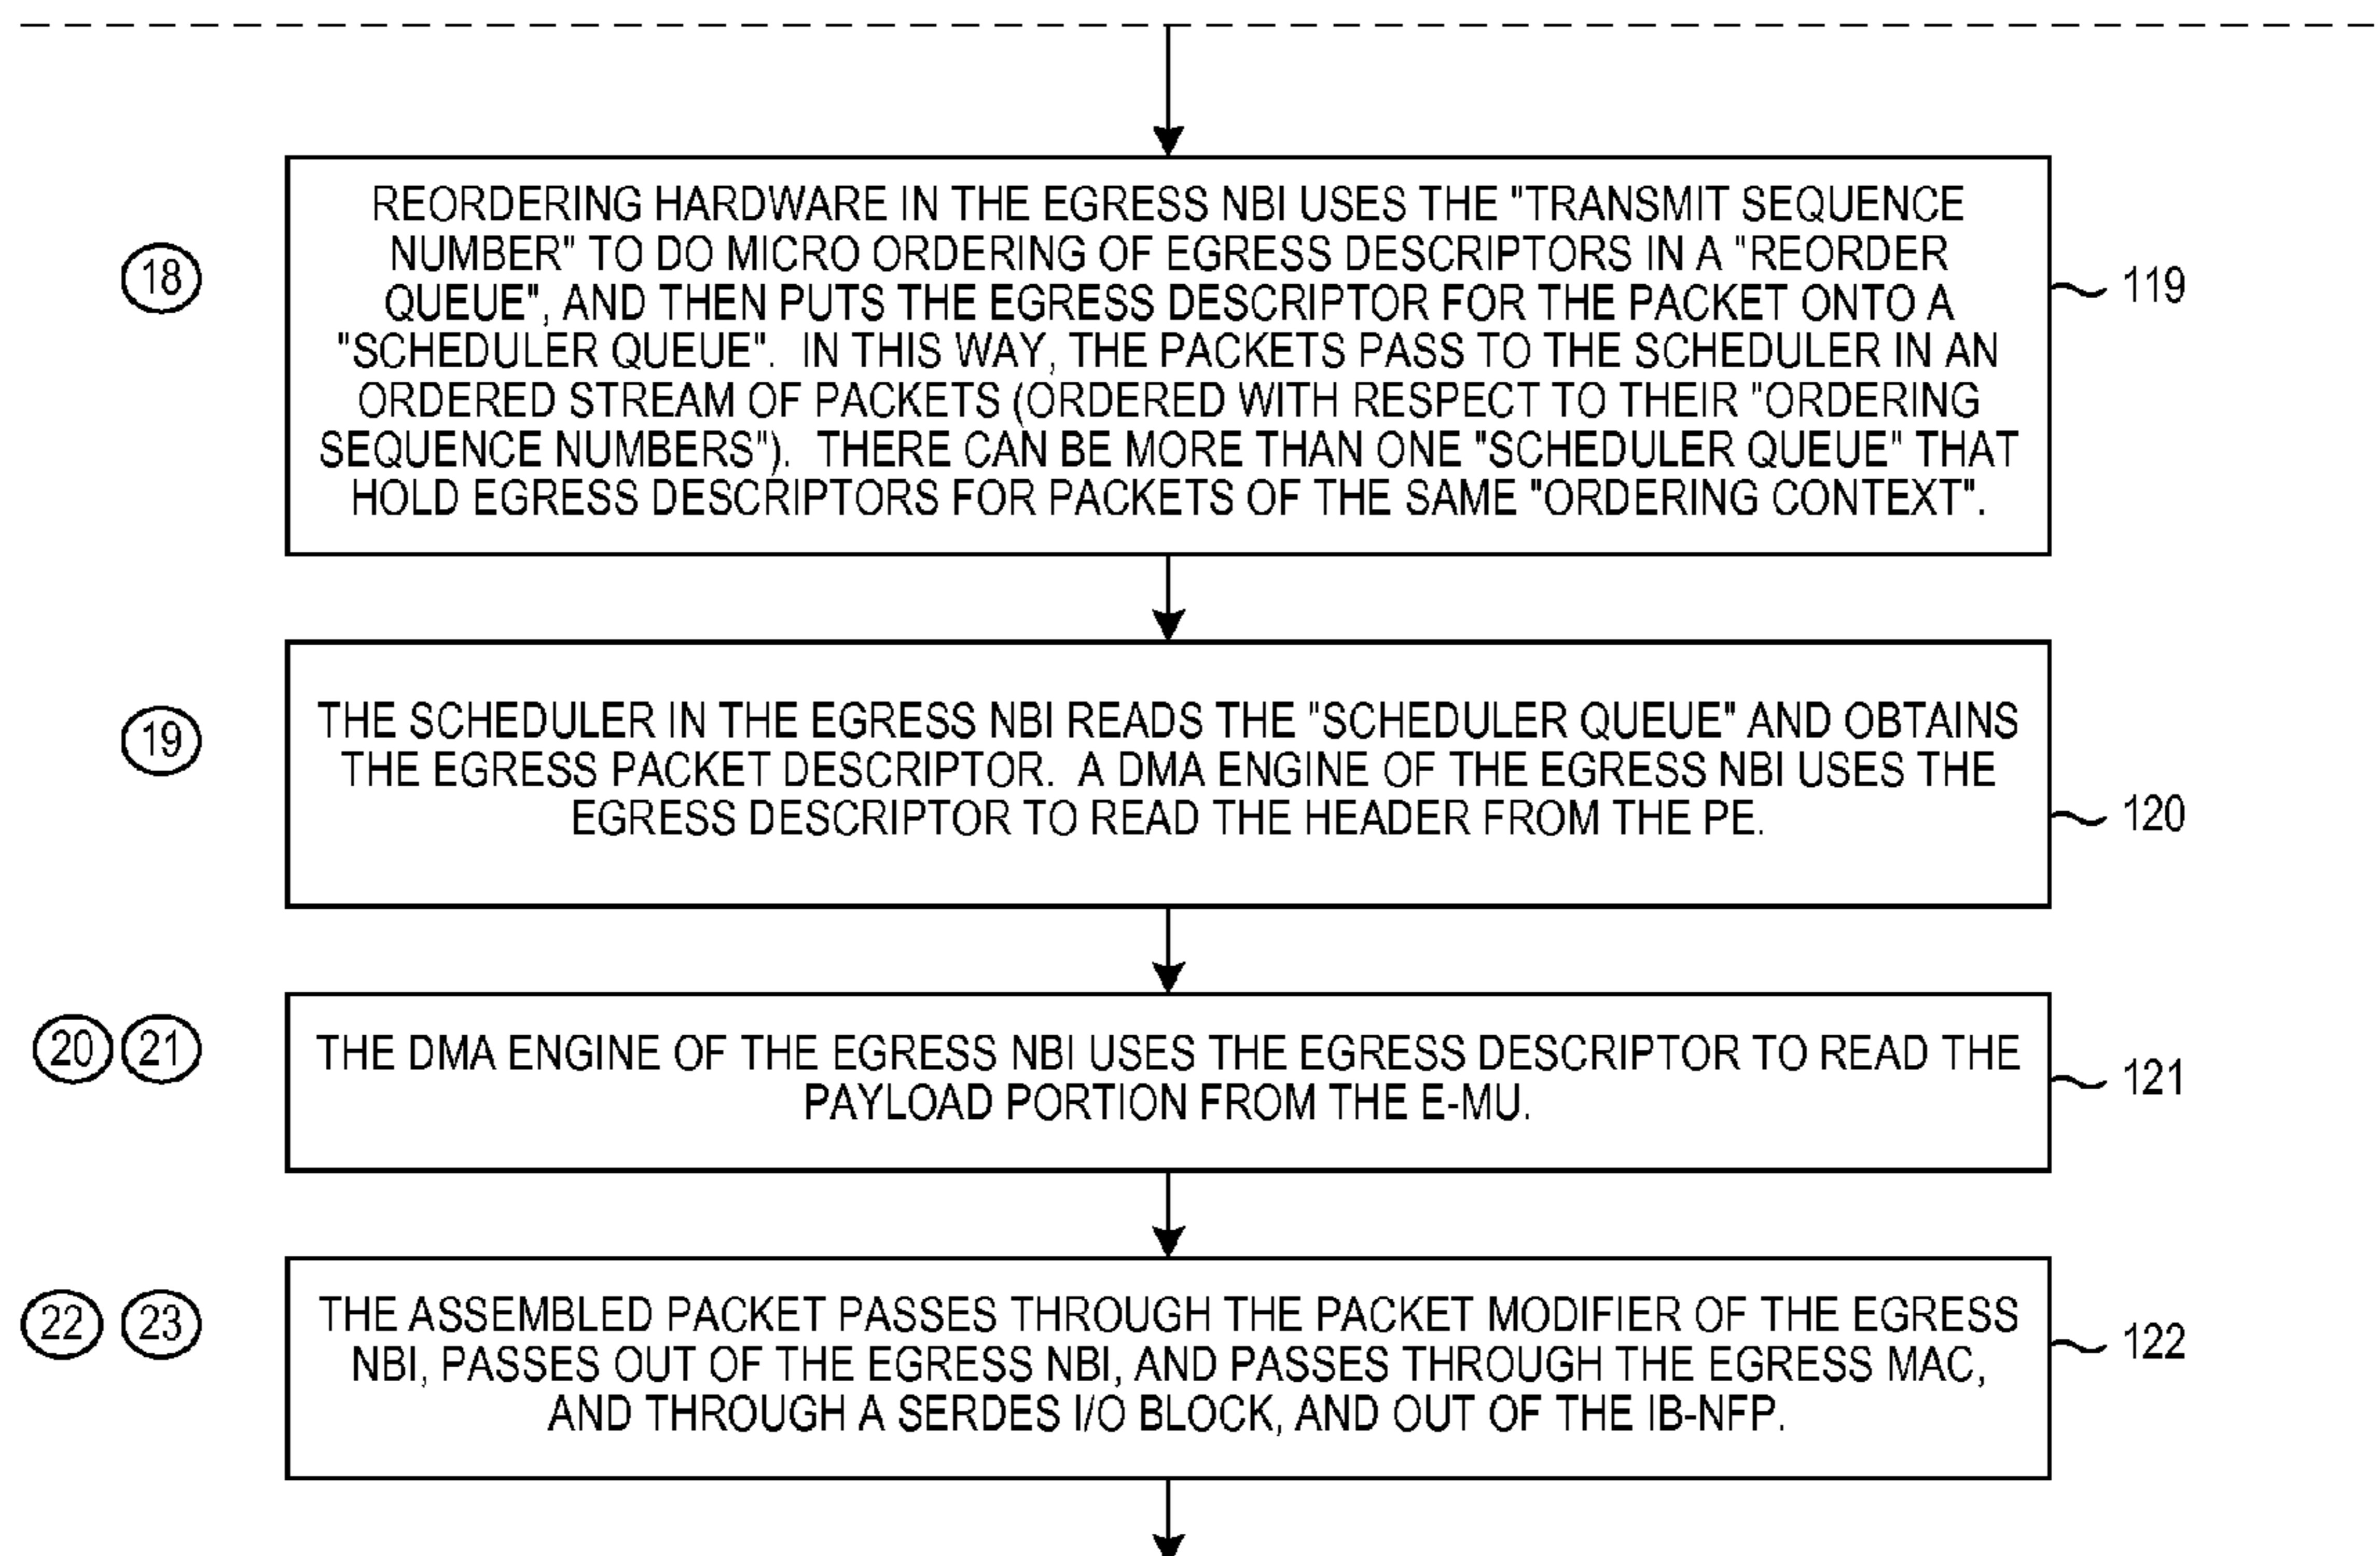 18
REORDERING HARDWARE IN THE EGRESS NBI USES THE "TRANSMIT SEQUENCE
NUMBER" TO DO MICRO ORDERING OF EGRESS DESCRIPTORS IN A "REORDER
QUEUE", AND THEN PUTS THE EGRESS DESCRIPTOR FOR THE PACKET ONTO A
"SCHEDULER QUEUE". IN THIS WAY, THE PACKETS PASS TO THE SCHEDULER IN AN
ORDERED STREAM OF PACKETS (ORDERED WITH RESPECT TO THEIR "ORDERING
SEQUENCE NUMBERS"). THERE CAN BE MORE THAN ONE "SCHEDULER QUEUE" THAT
HOLD EGRESS DESCRIPTORS FOR PACKETS OF THE SAME "ORDERING CONTEXT".
119
19
THE SCHEDULER IN THE EGRESS NBI READS THE "SCHEDULER QUEUE" AND OBTAINS
THE EGRESS PACKET DESCRIPTOR. A DMA ENGINE OF THE EGRESS NBI USES THE
EGRESS DESCRIPTOR TO READ THE HEADER FROM THE PE.
120
20 21
THE DMA ENGINE OF THE EGRESS NBI USES THE EGRESS DESCRIPTOR TO READ THE
PAYLOAD PORTION FROM THE E-MU.
121
22 23
THE ASSEMBLED PACKET PASSES THROUGH THE PACKET MODIFIER OF THE EGRESS
NBI, PASSES OUT OF THE EGRESS NBI, AND PASSES THROUGH THE EGRESS MAC,
AND THROUGH A SERDES I/O BLOCK, AND OUT OF THE IB-NFP.
122